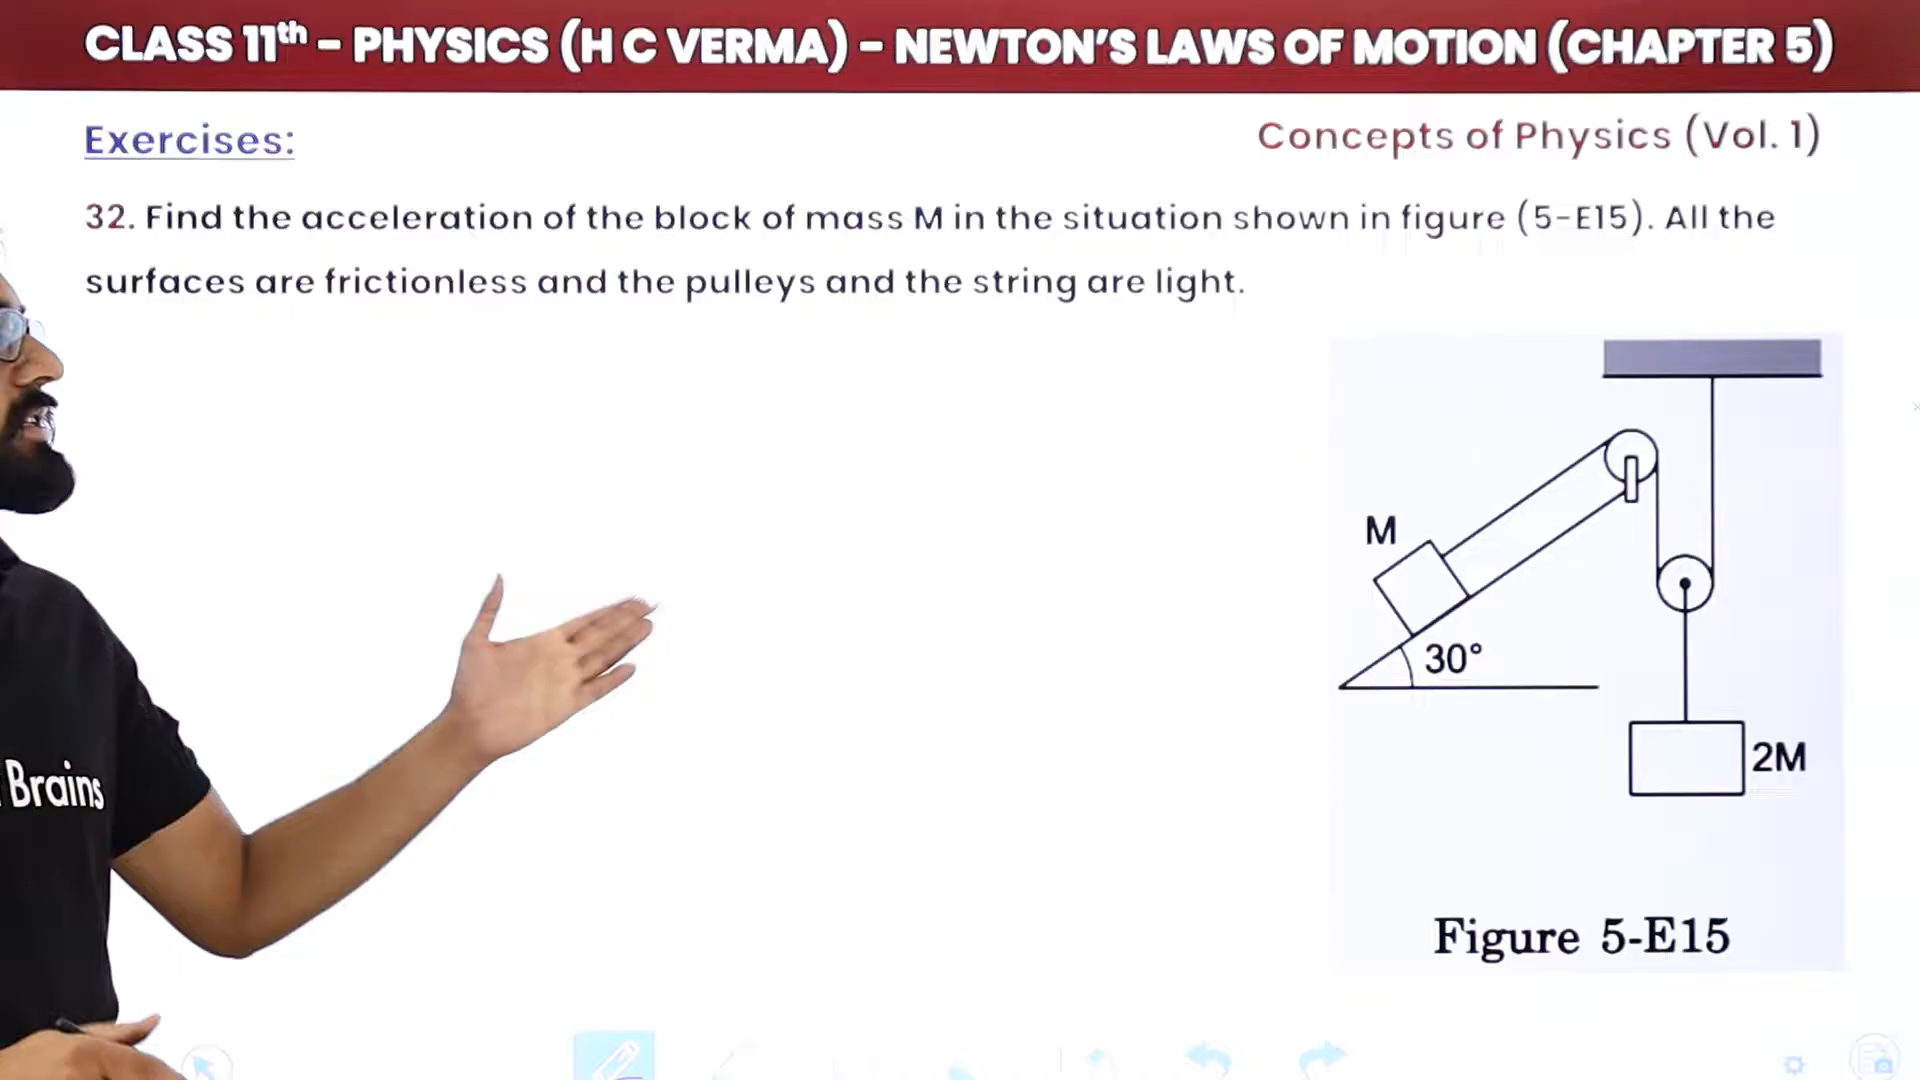 CLASS 11th – PHYSICS (H C VERMA) – NEWTON'S LAWS OF MOTION (CHAPTER 5)
Exercises:
Concepts of Physics (Vol. 1)
32. Find the acceleration of the block of mass M in the situation shown in figure (5-E15). All the
surfaces are frictionless and the pulleys and the string are light.
M
30°
2M
Brains
Figure 5-E15